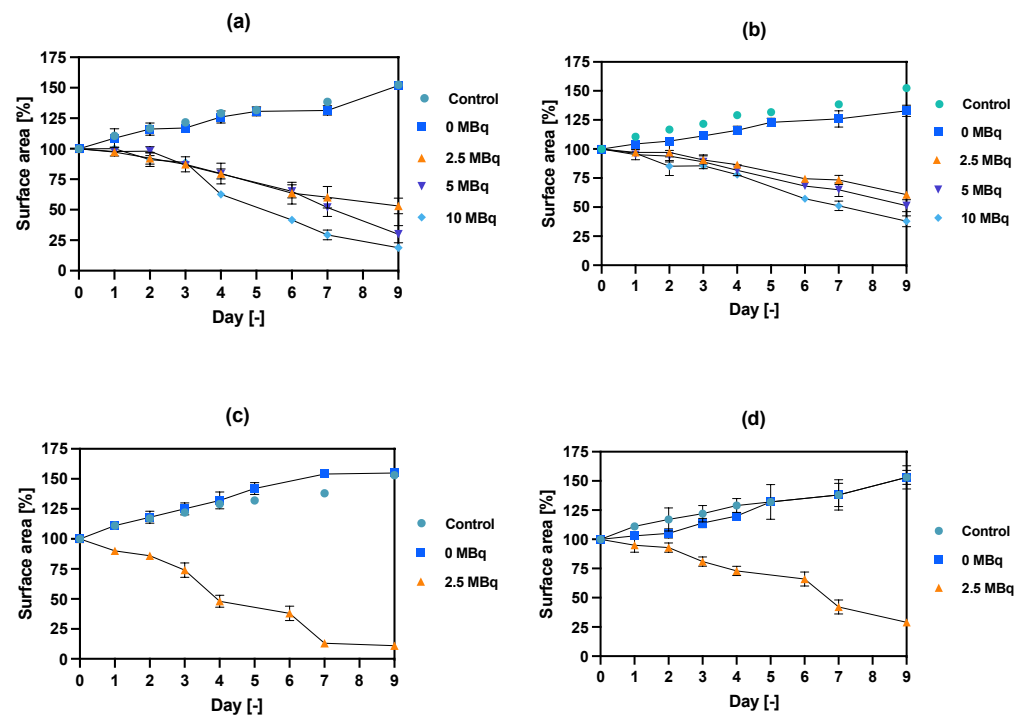 (a)
Surface area [%]
175
150
125
100
75
50
25
0
0 1 2 3 4 5 6 7 8 9
Day [-]
Control
0 MBq
2.5 MBq
5 MBq
10 MBq
(b)
Surface area [%]
175
150
125
100
75
50
25
0
0 1 2 3 4 5 6 7 8 9
Day [-]
Control
0 MBq
2.5 MBq
5 MBq
10 MBq
(c)
Surface area [%]
175
150
125
100
75
50
25
0
0 1 2 3 4 5 6 7 8 9
Day [-]
Control
0 MBq
2.5 MBq
(d)
Surface area [%]
175
150
125
100
75
50
25
0
0 1 2 3 4 5 6 7 8 9
Day [-]
Control
0 MBq
2.5 MBq